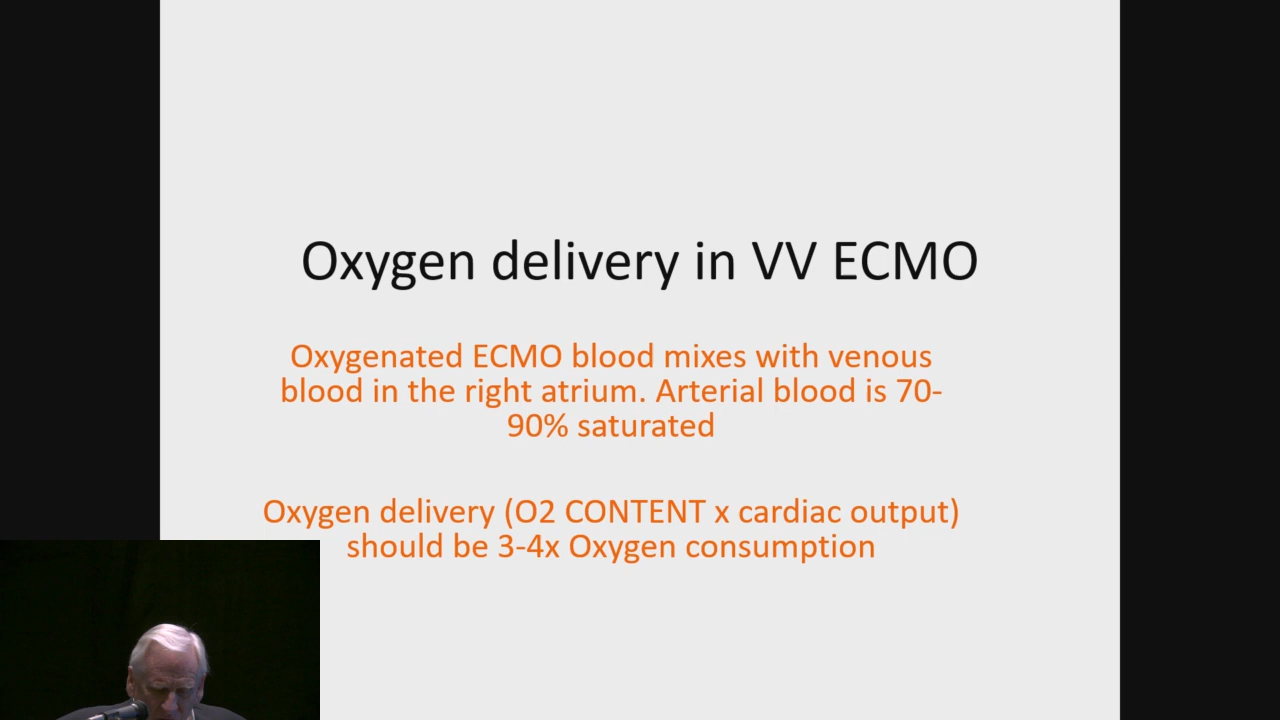 Oxygen delivery in VV ECMO
Oxygenated ECMO blood mixes with venous
blood in the right atrium. Arterial blood is 70-
90% saturated
Oxygen delivery (O2 CONTENT x cardiac output)
should be 3-4x Oxygen consumption